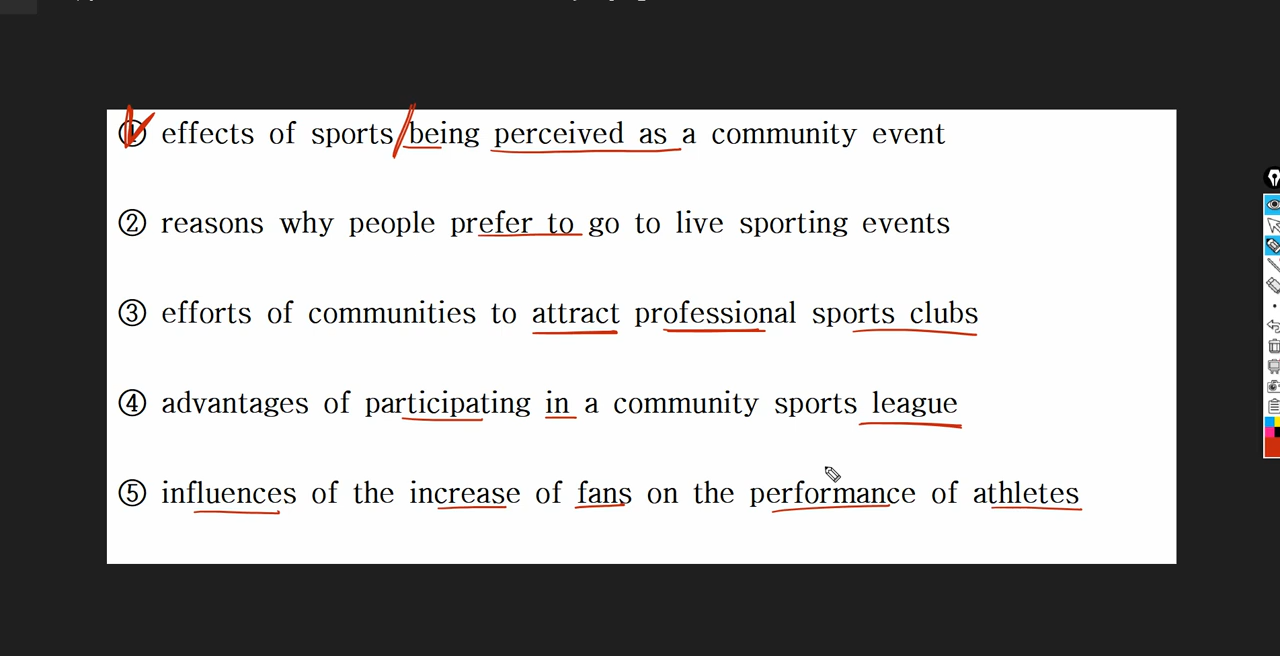 ① effects of sports being perceived as a community event
② reasons why people prefer to go to live sporting events
③ efforts of communities to attract professional sports clubs
④ advantages of participating in a community sports league
⑤ influences of the increase of fans on the performance of athletes